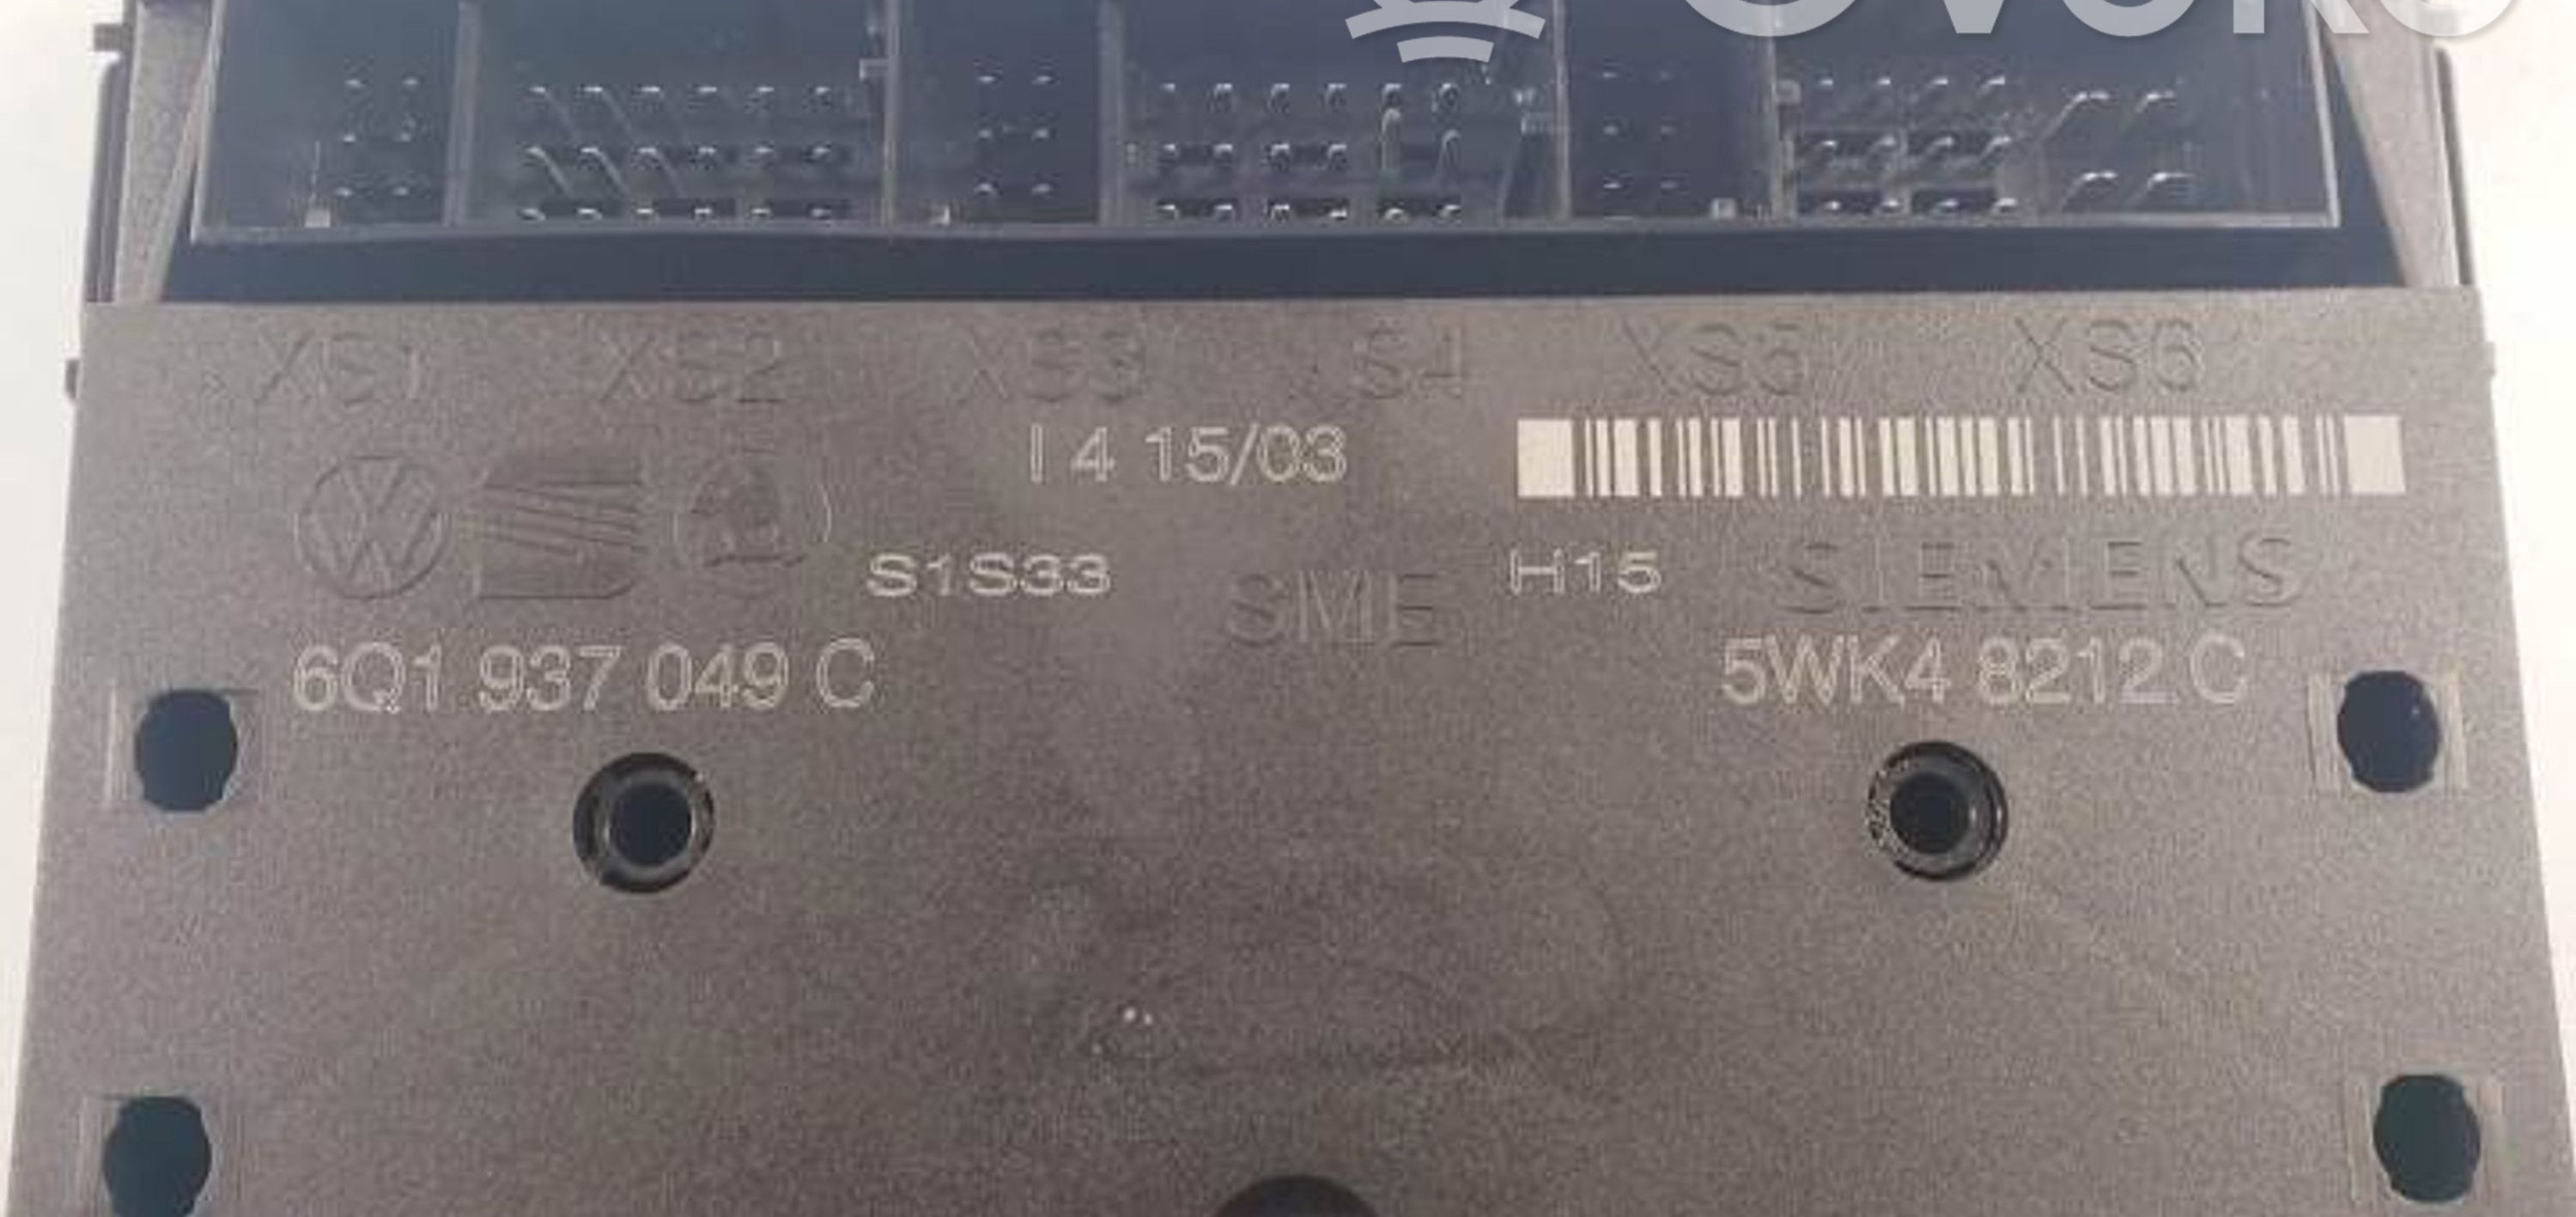 XS1 XS2 XS3 XS4 XS5 XS6
I 4 15/03
S1S33 SME H15 SIEMENS
6Q1 937 049 C 5WK4 8212 C